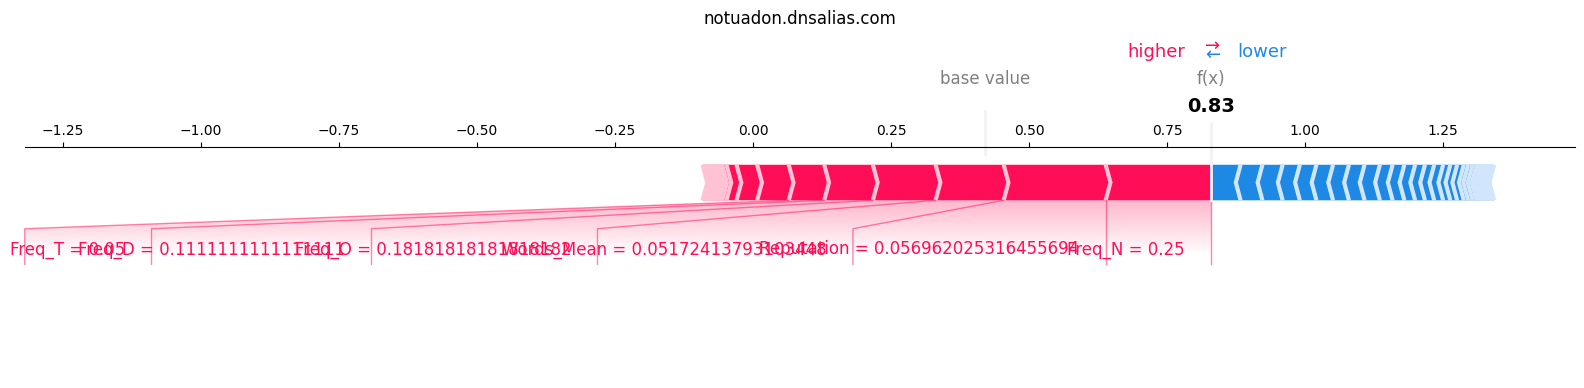 notuadon.dnsalias.com
higher → ← lower
base value f(x)
0.83
−1.25 −1.00 −0.75 −0.50 −0.25 0.00 0.25 0.50 0.75 1.00 1.25
Freq_T = 0.05 Freq_D = 0.1111111111111111 Freq_O = 0.18181818181818182 Words_Mean = 0.05172413793103448 Reputation = 0.056962025316455694 Freq_N = 0.25